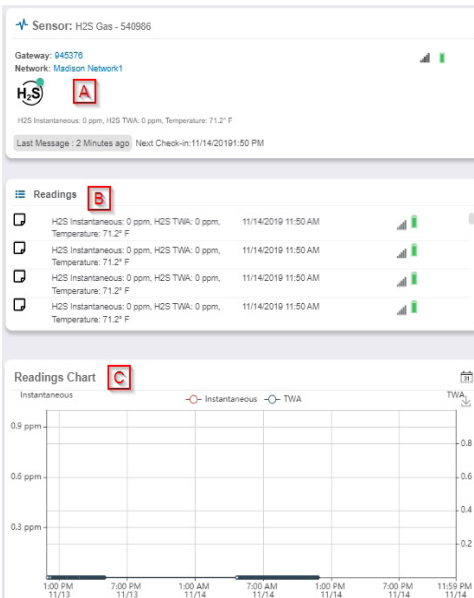 Sensor: H2S Gas - 540986
Gateway: 945376
Network: Madison Network1
H2S
A
H2S Instantaneous: 0 ppm, H2S TWA: 0 ppm, Temperature: 71.2° F
Last Message : 2 Minutes ago Next Check-in:11/14/20191:50 PM
Readings B
H2S Instantaneous: 0 ppm, H2S TWA: 0 ppm, 11/14/2019 11:50 AM
Temperature: 71.2° F
H2S Instantaneous: 0 ppm, H2S TWA: 0 ppm, 11/14/2019 11:50 AM
Temperature: 71.2° F
H2S Instantaneous: 0 ppm, H2S TWA: 0 ppm, 11/14/2019 11:50 AM
Temperature: 71.2° F
H2S Instantaneous: 0 ppm, H2S TWA: 0 ppm, 11/14/2019 11:50 AM
Temperature: 71.2° F
Readings Chart C 31
Instantaneous Instantaneous TWA TWA
0.9 ppm
0.8
0.6 ppm
0.4
0.3 ppm
0.2
1:00 PM 7:00 PM 1:00 AM 7:00 AM 1:00 PM 7:00 PM 11:59 PM
11/13 11/13 11/14 11/14 11/14 11/14 11/14